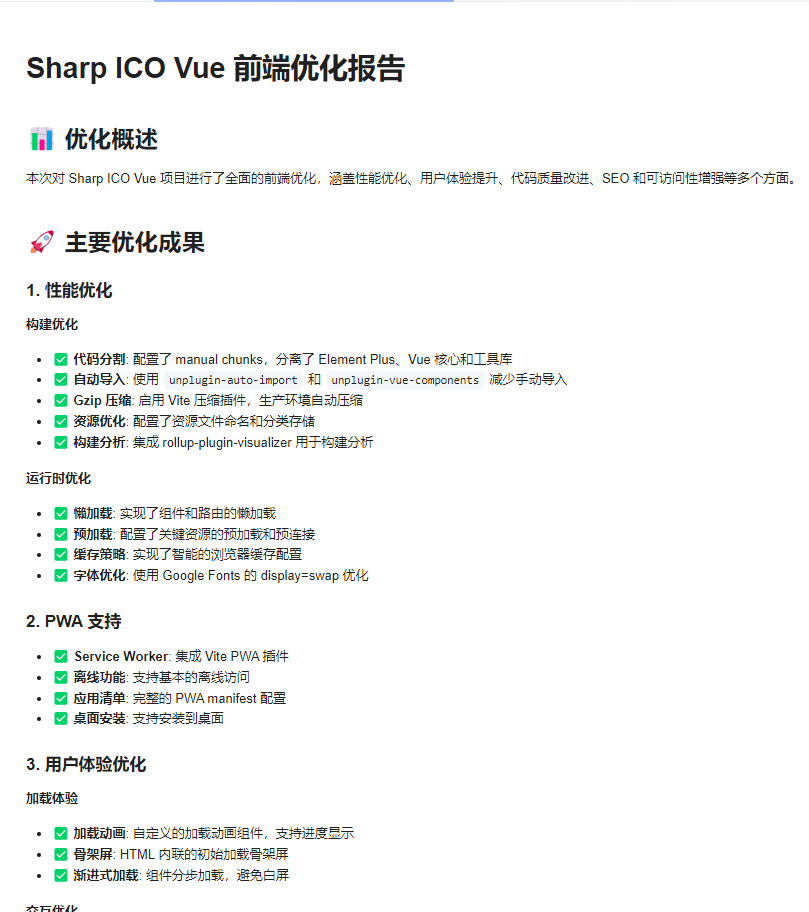 Sharp ICO Vue 前端优化报告
📊 优化概述
本次对 Sharp ICO Vue 项目进行了全面的前端优化，涵盖性能优化、用户体验提升、代码质量改进、SEO 和可访问性增强等多个方面。
🚀 主要优化成果
1. 性能优化
构建优化
• ✅ 代码分割: 配置了 manual chunks，分离了 Element Plus、Vue 核心和工具库
• ✅ 自动导入: 使用 unplugin-auto-import 和 unplugin-vue-components 减少手动导入
• ✅ Gzip 压缩: 启用 Vite 压缩插件，生产环境自动压缩
• ✅ 资源优化: 配置了资源文件命名和分类存储
• ✅ 构建分析: 集成 rollup-plugin-visualizer 用于构建分析
运行时优化
• ✅ 懒加载: 实现了组件和路由的懒加载
• ✅ 预加载: 配置了关键资源的预加载和预连接
• ✅ 缓存策略: 实现了智能的浏览器缓存配置
• ✅ 字体优化: 使用 Google Fonts 的 display=swap 优化
2. PWA 支持
• ✅ Service Worker: 集成 Vite PWA 插件
• ✅ 离线功能: 支持基本的离线访问
• ✅ 应用清单: 完整的 PWA manifest 配置
• ✅ 桌面安装: 支持安装到桌面
3. 用户体验优化
加载体验
• ✅ 加载动画: 自定义的加载动画组件，支持进度显示
• ✅ 骨架屏: HTML 内联的初始加载骨架屏
• ✅ 渐进式加载: 组件分步加载，避免白屏
交互优化